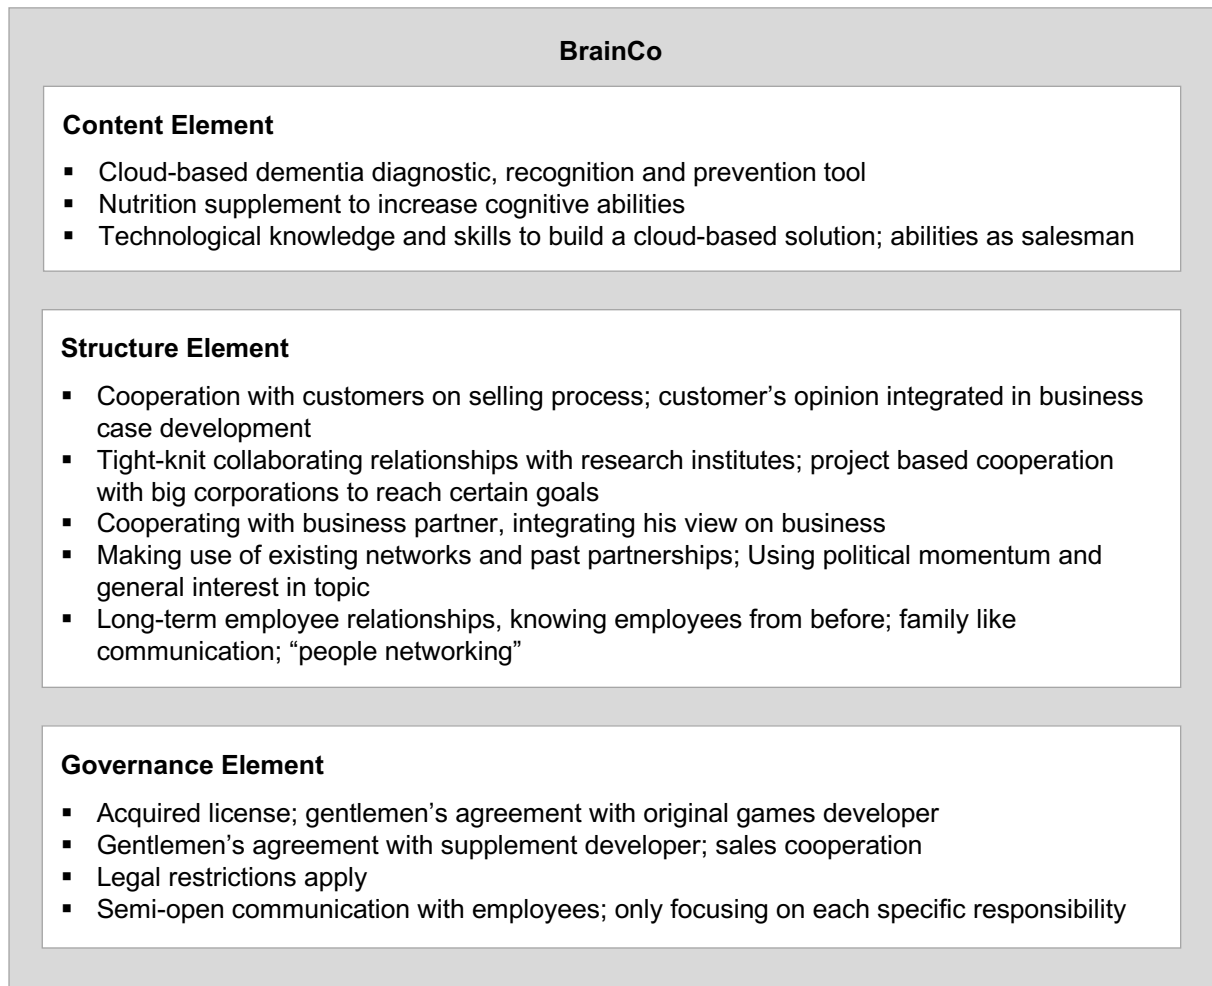 BrainCo
Content Element
▪ Cloud-based dementia diagnostic, recognition and prevention tool
▪ Nutrition supplement to increase cognitive abilities
▪ Technological knowledge and skills to build a cloud-based solution; abilities as salesman
Structure Element
▪ Cooperation with customers on selling process; customer’s opinion integrated in business
case development
▪ Tight-knit collaborating relationships with research institutes; project based cooperation
with big corporations to reach certain goals
▪ Cooperating with business partner, integrating his view on business
▪ Making use of existing networks and past partnerships; Using political momentum and
general interest in topic
▪ Long-term employee relationships, knowing employees from before; family like
communication; “people networking”
Governance Element
▪ Acquired license; gentlemen’s agreement with original games developer
▪ Gentlemen’s agreement with supplement developer; sales cooperation
▪ Legal restrictions apply
▪ Semi-open communication with employees; only focusing on each specific responsibility